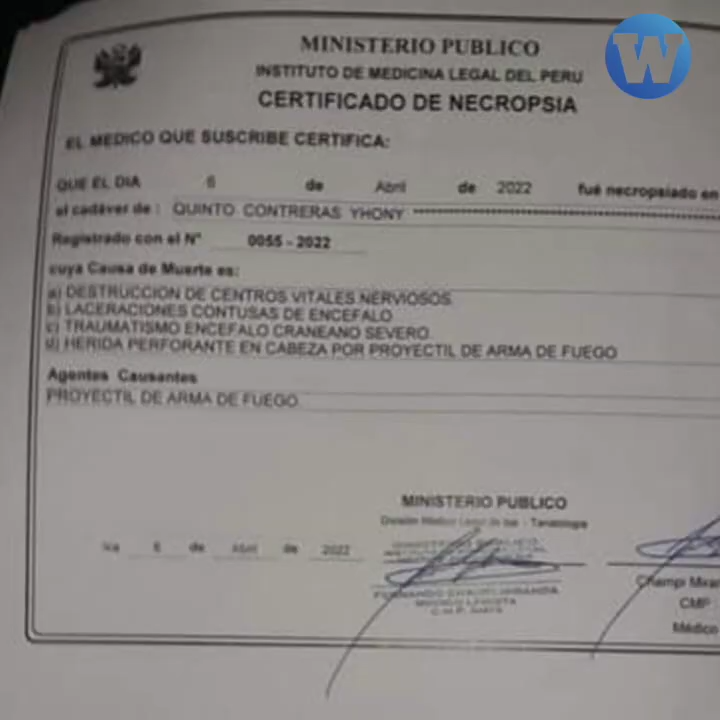 W
MINISTERIO PUBLICO
INSTITUTO DE MEDICINA LEGAL DEL PERU
CERTIFICADO DE NECROPSIA
EL MEDICO QUE SUSCRIBE CERTIFICA:
QUE EL DIA 6 de Abril de 2022 fué necropsiado en
el cadáver de : QUINTO CONTRERAS YHONY
Registrado con el N° 0055 - 2022
cuya Causa de Muerte es:
a) DESTRUCCION DE CENTROS VITALES NERVIOSOS
b) LACERACIONES CONTUSAS DE ENCEFALO
c) TRAUMATISMO ENCEFALO CRANEANO SEVERO
d) HERIDA PERFORANTE EN CABEZA POR PROYECTIL DE ARMA DE FUEGO
Agentes Causantes
PROYECTIL DE ARMA DE FUEGO
MINISTERIO PUBLICO
Ica 6 de Abril de 2022
Champi Miran
CMP
Médico